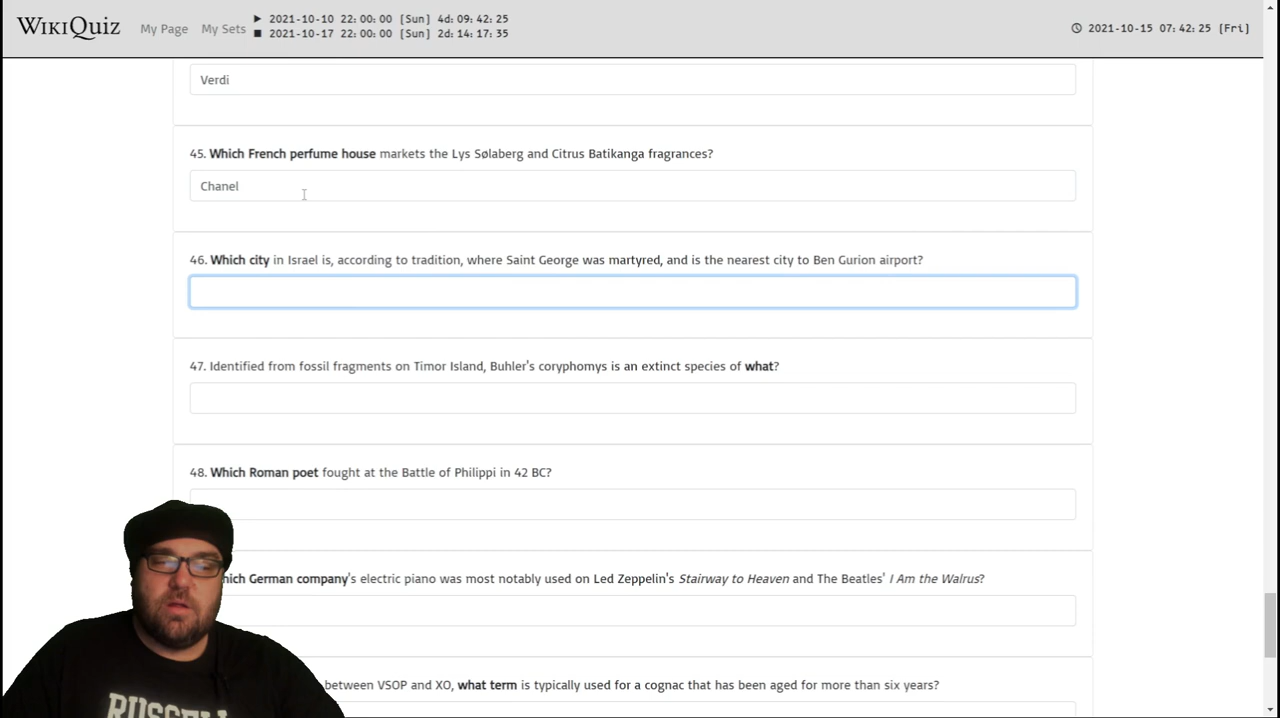 WikiQuiz
My Page
My Sets
2021-10-10 22:00:00 [Sun] 4d:09:42:25
2021-10-17 22:00:00 [Sun] 2d:14:17:35
2021-10-15 07:42:25 [Fri]
Verdi
45. Which French perfume house markets the Lys Sølaberg and Citrus Batikanga fragrances?
Chanel
46. Which city in Israel is, according to tradition, where Saint George was martyred, and is the nearest city to Ben Gurion airport?
47. Identified from fossil fragments on Timor Island, Buhler's coryphomys is an extinct species of what?
48. Which Roman poet fought at the Battle of Philippi in 42 BC?
hich German company's electric piano was most notably used on Led Zeppelin's Stairway to Heaven and The Beatles' I Am the Walrus?
between VSOP and XO, what term is typically used for a cognac that has been aged for more than six years?
RUSSELL